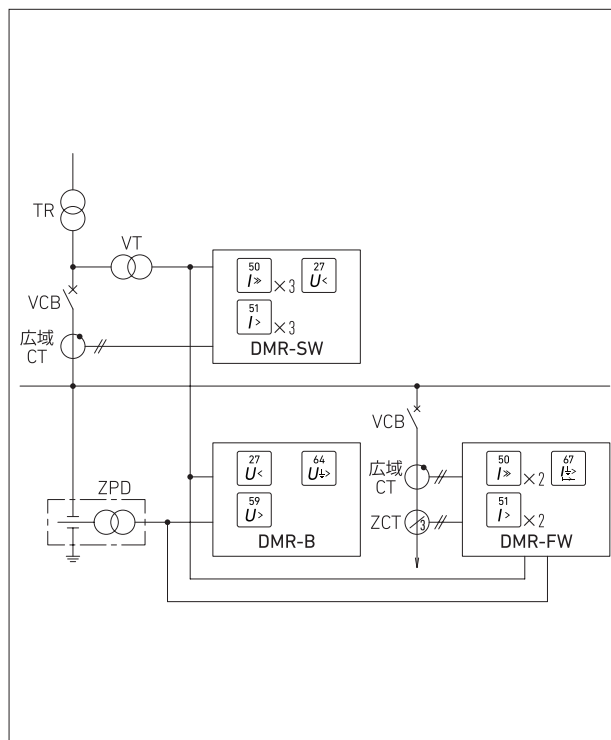 TR
VT
50
I≫
×3
27
U<
51
I>
×3
DMR-SW
VCB
広域
CT
VCB
27
U<
64
U⏚>
59
U>
DMR-B
ZPD
広域
CT
ZCT
3
50
I≫
×2
67
I⏚>
51
I>
×2
DMR-FW